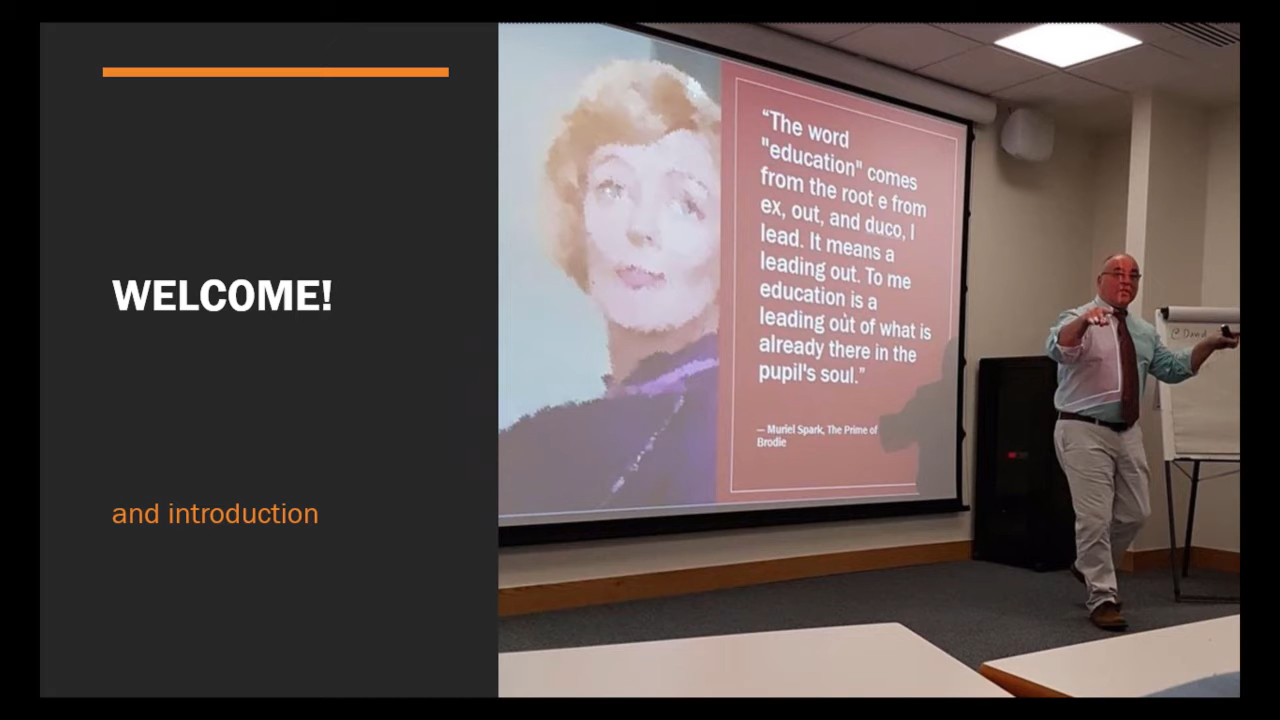 WELCOME!
and introduction
“The word
"education" comes
from the root e from
ex, out, and duco, I
lead. It means a
leading out. To me
education is a
leading out of what is
already there in the
pupil's soul.”
— Muriel Spark, The Prime of
Brodie